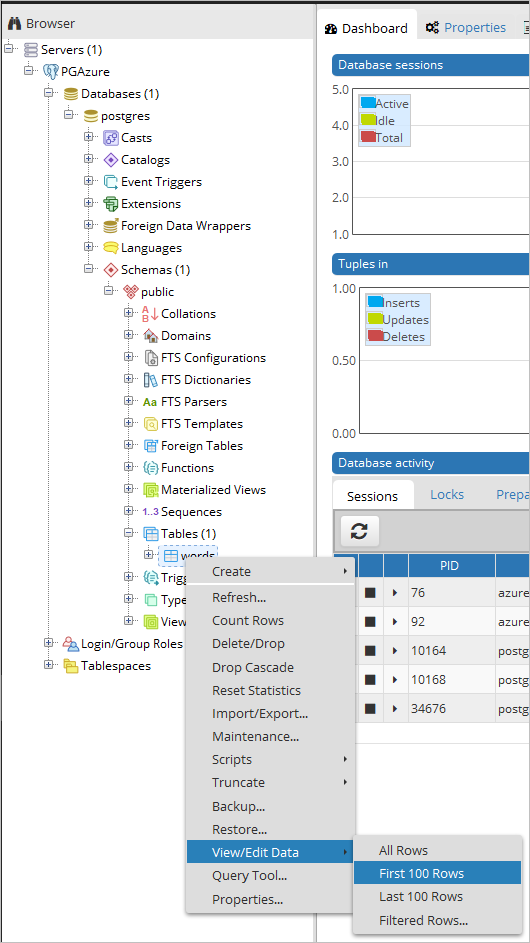 Browser
Servers (1)
PGAzure
Databases (1)
postgres
Casts
Catalogs
Event Triggers
Extensions
Foreign Data Wrappers
Languages
Schemas (1)
public
Collations
Domains
FTS Configurations
FTS Dictionaries
Aa FTS Parsers
FTS Templates
Foreign Tables
Functions
Materialized Views
1..3 Sequences
Tables (1)
words
Trigg
Type
View
Login/Group Roles
Tablespaces
Create
Refresh...
Count Rows
Delete/Drop
Drop Cascade
Reset Statistics
Import/Export...
Maintenance...
Scripts
Truncate
Backup...
Restore...
View/Edit Data
Query Tool...
Properties...
All Rows
First 100 Rows
Last 100 Rows
Filtered Rows...
Dashboard Properties
Database sessions
5.0
4.0
3.0
2.0
1.0
Active
Idle
Total
Tuples in
1.00
0.50
0.00
Inserts
Updates
Deletes
Database activity
Sessions Locks Prepa
PID
76 azure
92 azure
10164 postg
10168 postg
34676 postg